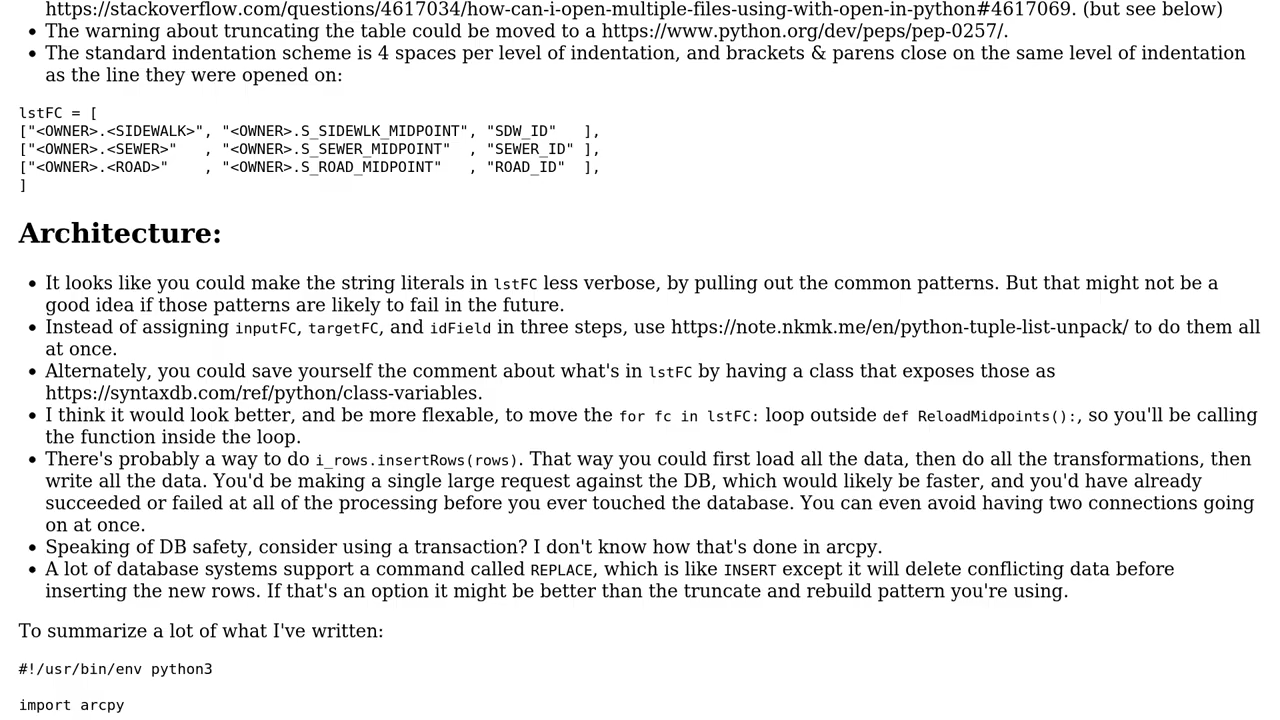 https://stackoverflow.com/questions/4617034/how-can-i-open-multiple-files-using-with-open-in-python#4617069. (but see below)
• The warning about truncating the table could be moved to a https://www.python.org/dev/peps/pep-0257/.
• The standard indentation scheme is 4 spaces per level of indentation, and brackets & parens close on the same level of indentation
as the line they were opened on:
lstFC = [
["<OWNER>.<SIDEWALK>", "<OWNER>.S_SIDEWLK_MIDPOINT", "SDW_ID"   ],
["<OWNER>.<SEWER>"   , "<OWNER>.S_SEWER_MIDPOINT"  , "SEWER_ID" ],
["<OWNER>.<ROAD>"    , "<OWNER>.S_ROAD_MIDPOINT"   , "ROAD_ID"  ],
]
Architecture:
• It looks like you could make the string literals in lstFC less verbose, by pulling out the common patterns. But that might not be a
good idea if those patterns are likely to fail in the future.
• Instead of assigning inputFC, targetFC, and idField in three steps, use https://note.nkmk.me/en/python-tuple-list-unpack/ to do them all
at once.
• Alternately, you could save yourself the comment about what's in lstFC by having a class that exposes those as
https://syntaxdb.com/ref/python/class-variables.
• I think it would look better, and be more flexable, to move the for fc in lstFC: loop outside def ReloadMidpoints():, so you'll be calling
the function inside the loop.
• There's probably a way to do i_rows.insertRows(rows). That way you could first load all the data, then do all the transformations, then
write all the data. You'd be making a single large request against the DB, which would likely be faster, and you'd have already
succeeded or failed at all of the processing before you ever touched the database. You can even avoid having two connections going
on at once.
• Speaking of DB safety, consider using a transaction? I don't know how that's done in arcpy.
• A lot of database systems support a command called REPLACE, which is like INSERT except it will delete conflicting data before
inserting the new rows. If that's an option it might be better than the truncate and rebuild pattern you're using.
To summarize a lot of what I've written:
#!/usr/bin/env python3
import arcpy